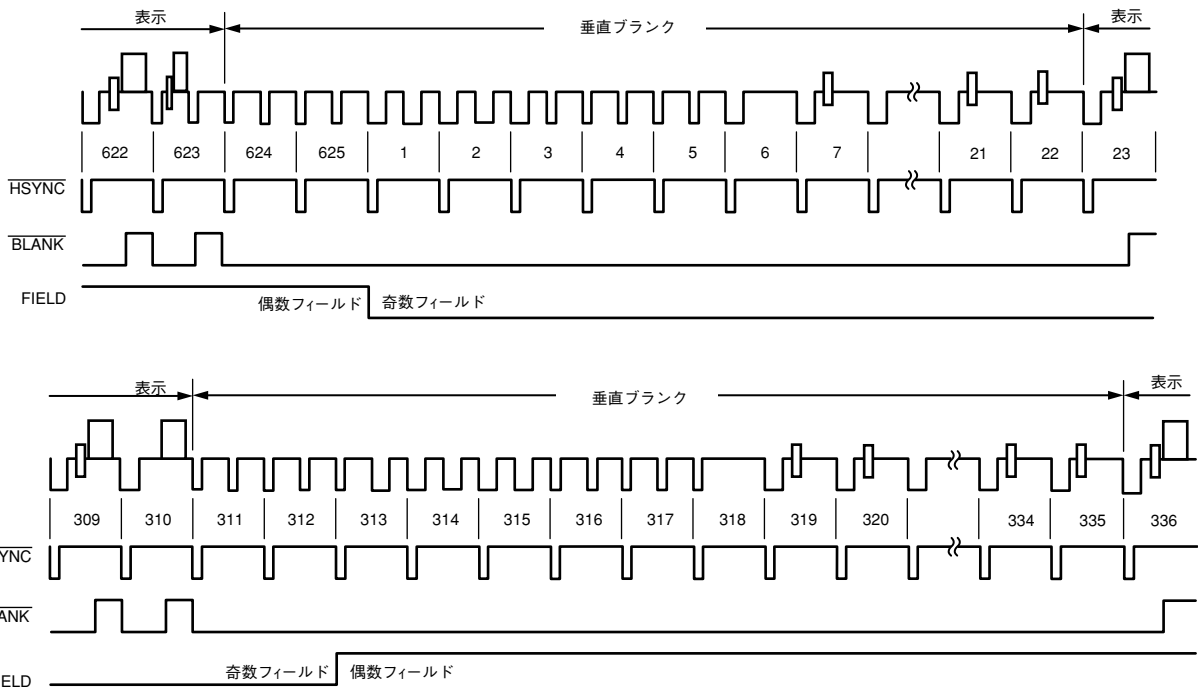 表示 垂直ブランク 表示
622 623 624 625 1 2 3 4 5 6 7 21 22 23
HSYNC
BLANK
FIELD
偶数フィールド 奇数フィールド
表示 垂直ブランク 表示
309 310 311 312 313 314 315 316 317 318 319 320 334 335 336
YNC
ANK
ELD
奇数フィールド 偶数フィールド